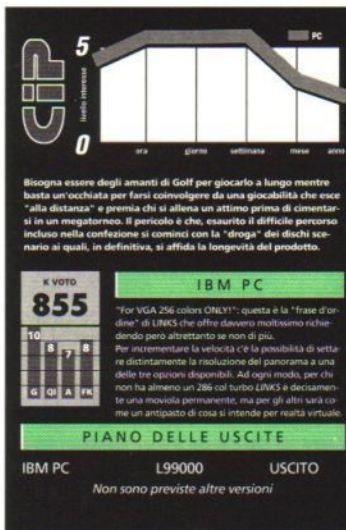 CIP
5
livello interesse
0
PC
ora giorno settimana mese anno
Bisogna essere degli amanti di Golf per giocarlo a lungo mentre
basta un'occhiata per farsi coinvolgere da una giocabilità che esce
"alla distanza" e premia chi si allena un attimo prima di cimentar-
si in un megatorneo. Il pericolo è che, esaurito il difficile percorso
incluso nella confezione si cominci con la "droga" dei dischi sce-
nario ai quali, in definitiva, si affida la longevità del prodotto.
K VOTO
855
10 8 7 8
G QI A FK
IBM PC
"For VGA 256 colors ONLY!": questa è la "frase d'or-
dine" di LINKS che offre davvero moltissimo richie-
dendo però altrettanto se non di più.
Per incrementare la velocità c'è la possibilità di setta-
re distintamente la risoluzione del panorama a una
delle tre opzioni disponibili. Ad ogni modo, per chi
non ha almeno un 286 col turbo LINKS è decisamen-
te una moviola permanente, ma per gli altri sarà co-
me un antipasto di cosa si intende per realtà virtuale.
PIANO DELLE USCITE
IBM PC L99000 USCITO
Non sono previste altre versioni